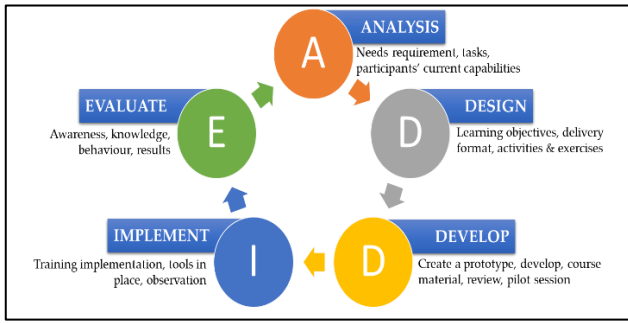 A
ANALYSIS
Needs requirement, tasks,
participants' current capabilities
D
DESIGN
Learning objectives, delivery
format, activities & exercises
D
DEVELOP
Create a prototype, develop, course
material, review, pilot session
I
IMPLEMENT
Training implementation, tools in
place, observation
E
EVALUATE
Awareness, knowledge,
behaviour, results